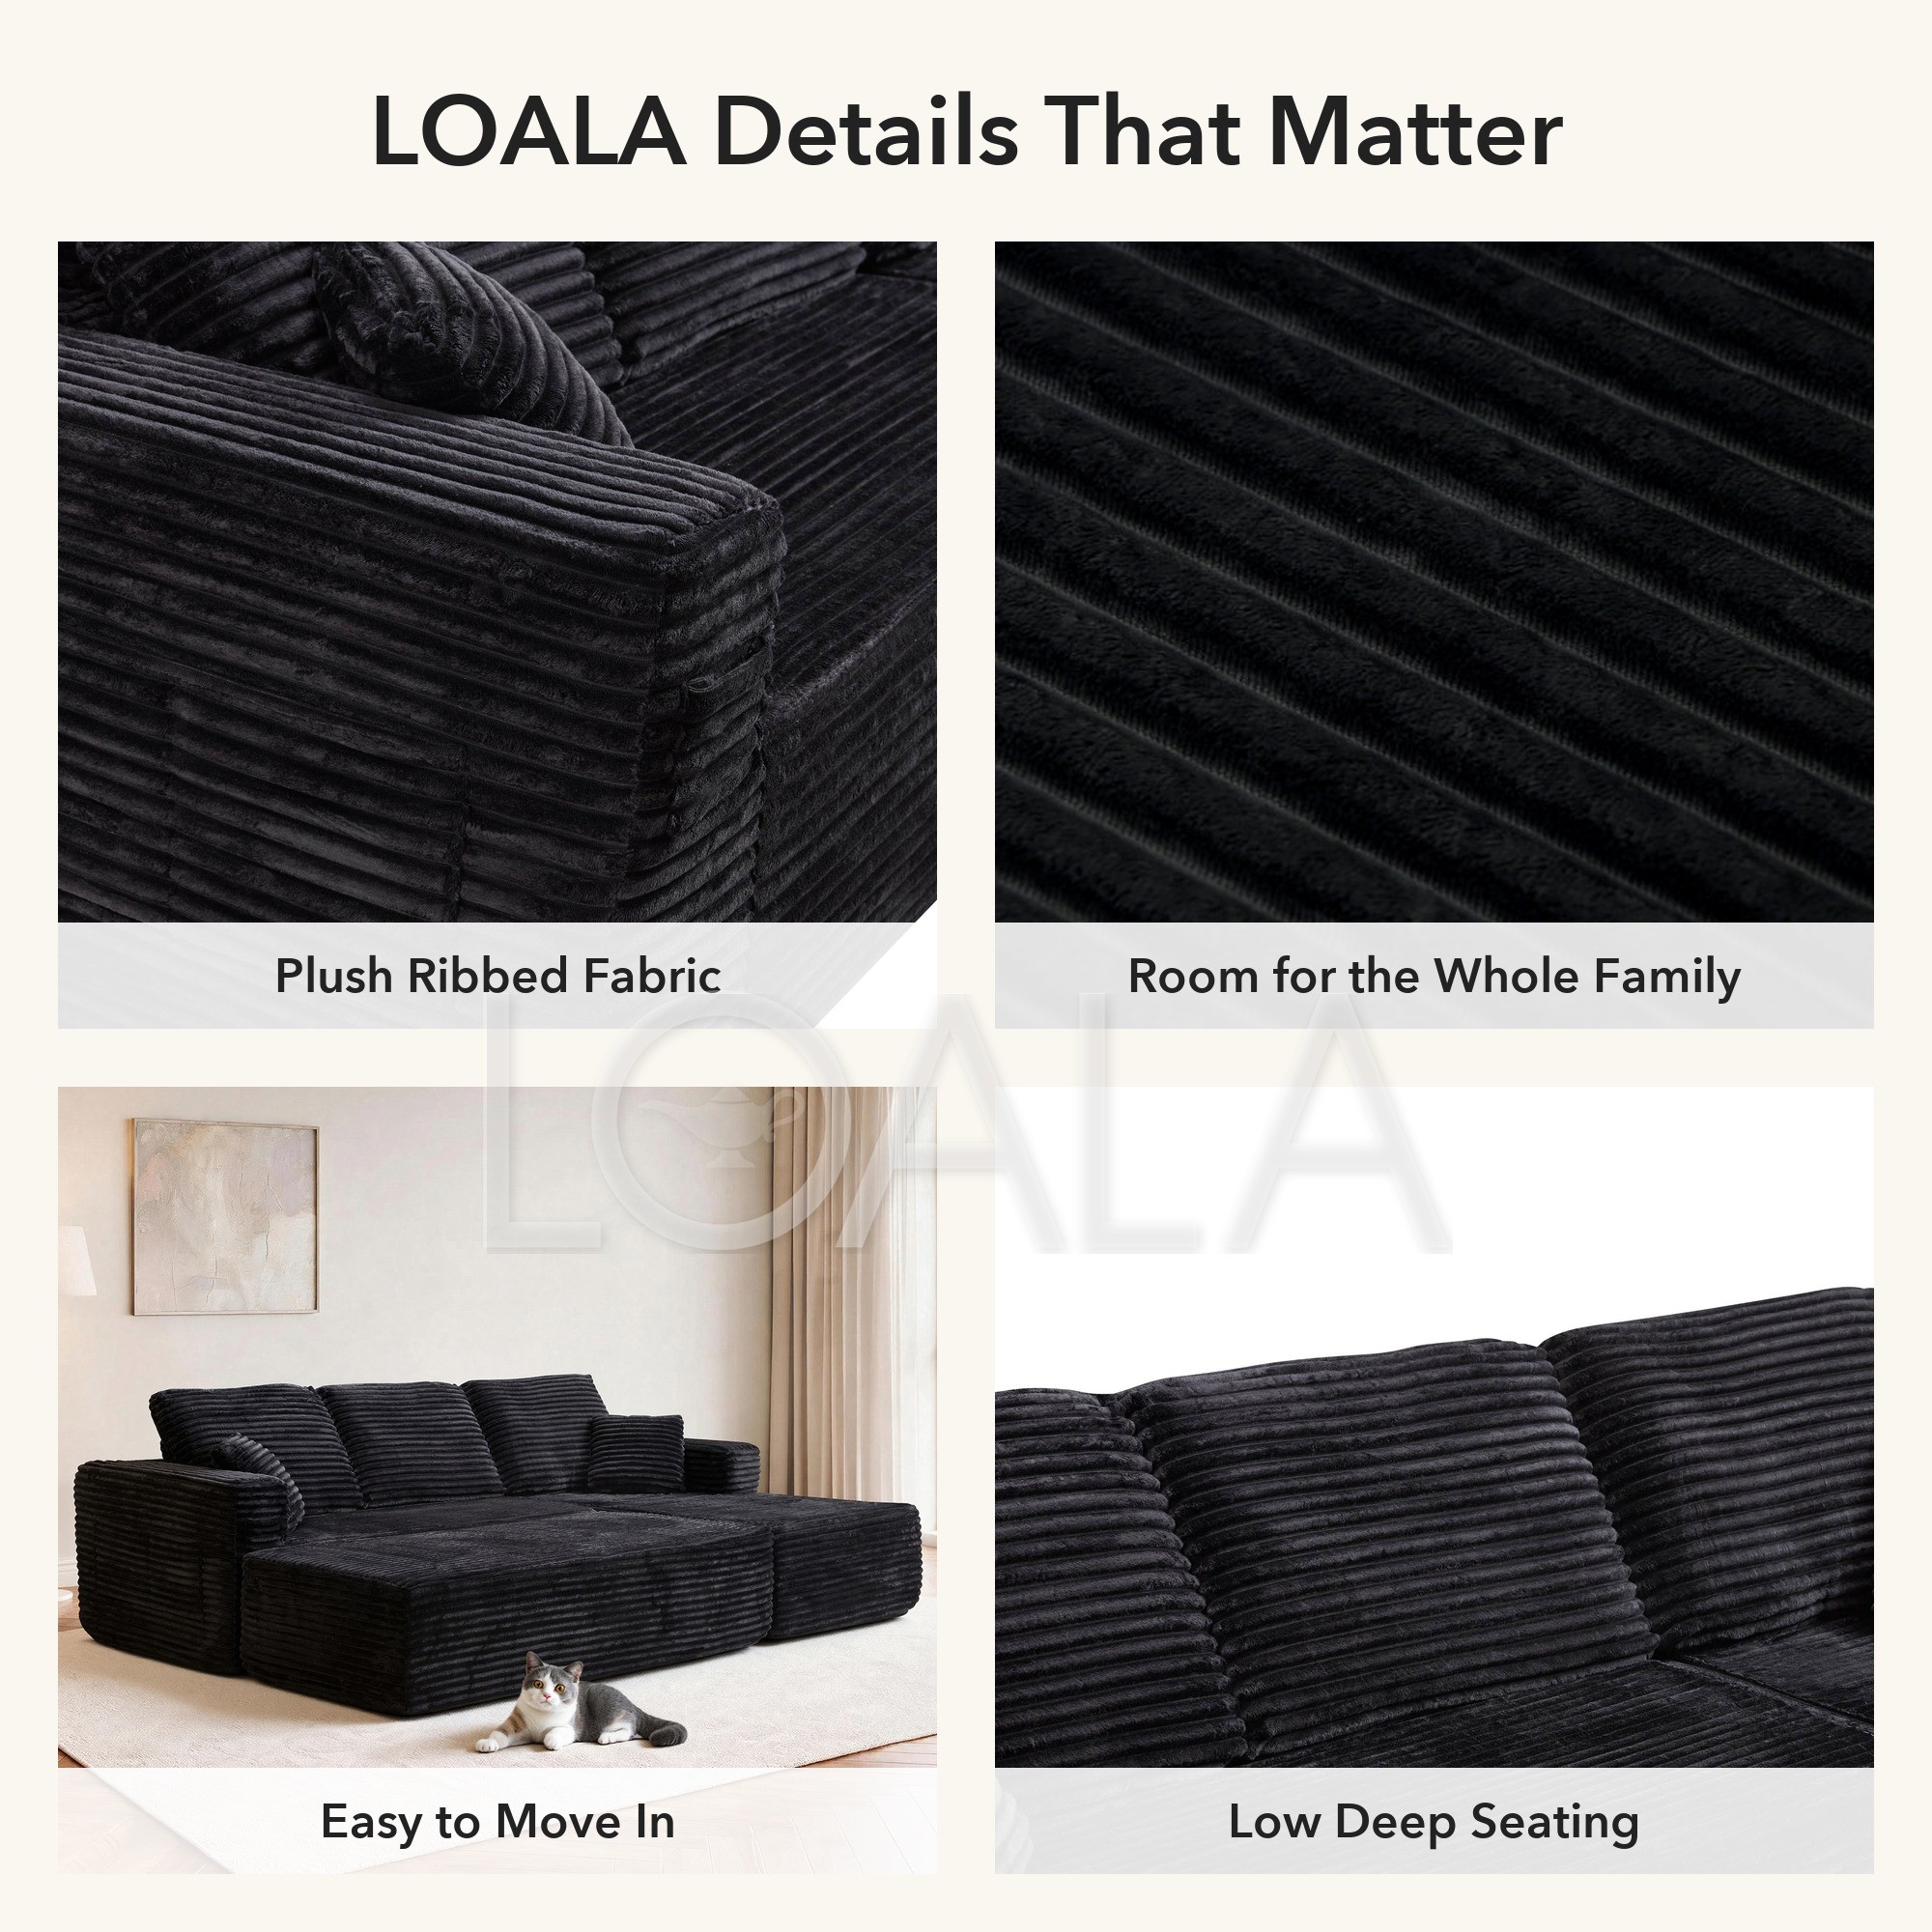 LOALA Details That Matter
Plush Ribbed Fabric
Room for the Whole Family
LOALA
Easy to Move In
Low Deep Seating